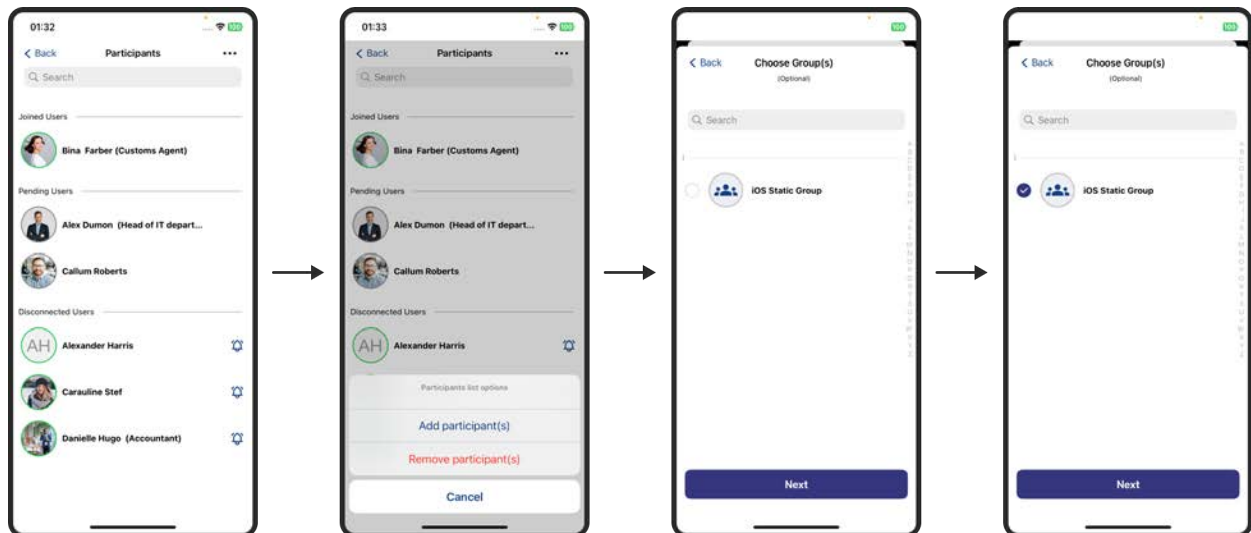 01:32
100
Back
Participants
Search
Joined Users
Bina Farber (Customs Agent)
Pending Users
Alex Dumon (Head of IT depart...
Callum Roberts
Disconnected Users
AH
Alexander Harris
Carauline Stef
Danielle Hugo (Accountant)
01:33
100
Back
Participants
Search
Joined Users
Bina Farber (Customs Agent)
Pending Users
Alex Dumon (Head of IT depart...
Callum Roberts
Disconnected Users
AH
Alexander Harris
Participants list options
Add participant(s)
Remove participant(s)
Cancel
100
Back
Choose Group(s)
(Optional)
Search
I
iOS Static Group
Next
100
Back
Choose Group(s)
(Optional)
Search
I
iOS Static Group
Next